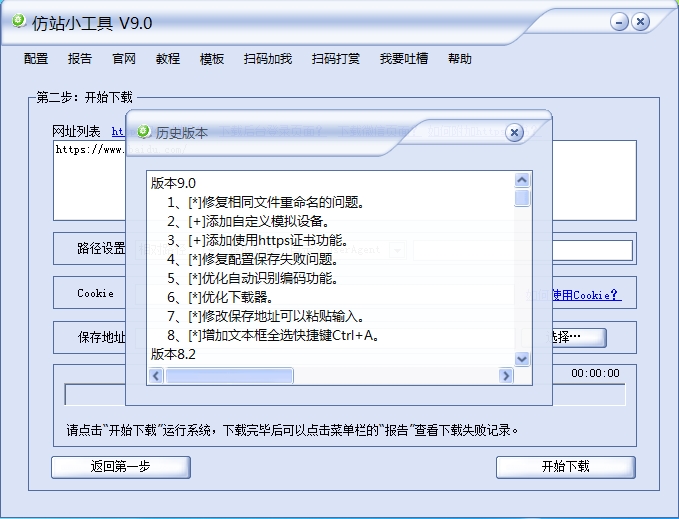 仿站小工具 V9.0
配置 报告 官网 教程 模板 扫码加我 扫码打赏 我要吐槽 帮助
第二步：开始下载
网址列表
https://www.
历史版本
版本9.0
1、[*]修复相同文件重命名的问题。
2、[+]添加自定义模拟设备。
3、[+]添加使用https证书功能。
4、[*]修复配置保存失败问题。
5、[*]优化自动识别编码功能。
6、[*]优化下载器。
7、[*]修改保存地址可以粘贴输入。
8、[*]增加文本框全选快捷键Ctrl+A。
版本8.2
路径设置
Cookie 使用Cookie?
保存地址 选择…
00:00:00
请点击“开始下载”运行系统，下载完毕后可以点击菜单栏的“报告”查看下载失败记录。
返回第一步 开始下载